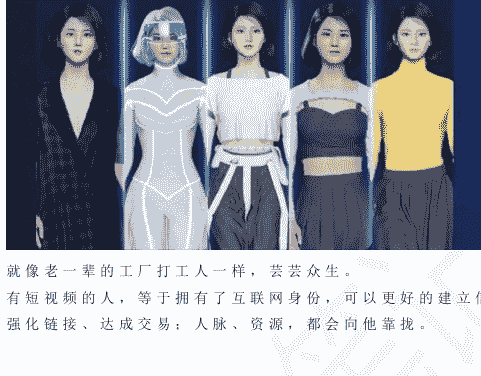 就像老一辈的工厂打工人一样，芸芸众生。
有短视频的人，等于拥有了互联网身份，可以更好的建立信
强化链接、达成交易；人脉、资源，都会向他靠拢。